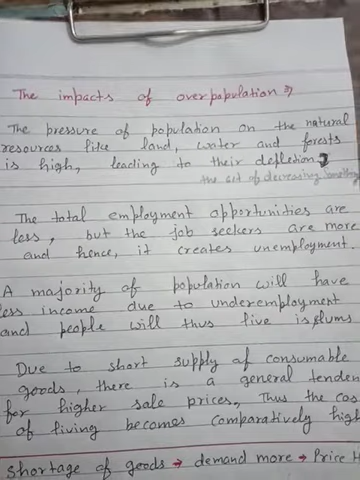 The impacts of overpopulation ⇒
The pressure of population on the natural
resources like land, water and forests
is high, leading to their depletion
the act of decreasing something
The total employment opportunities are
less, but the job seekers are more
and hence, it creates unemployment.
A majority of population will have
less income due to underemployment
and people will thus live is slums
Due to short supply of consumable
goods, there is a general tenden
for higher sale prices, Thus the cos
of living becomes comparatively high
Shortage of goods → demand more → Price H